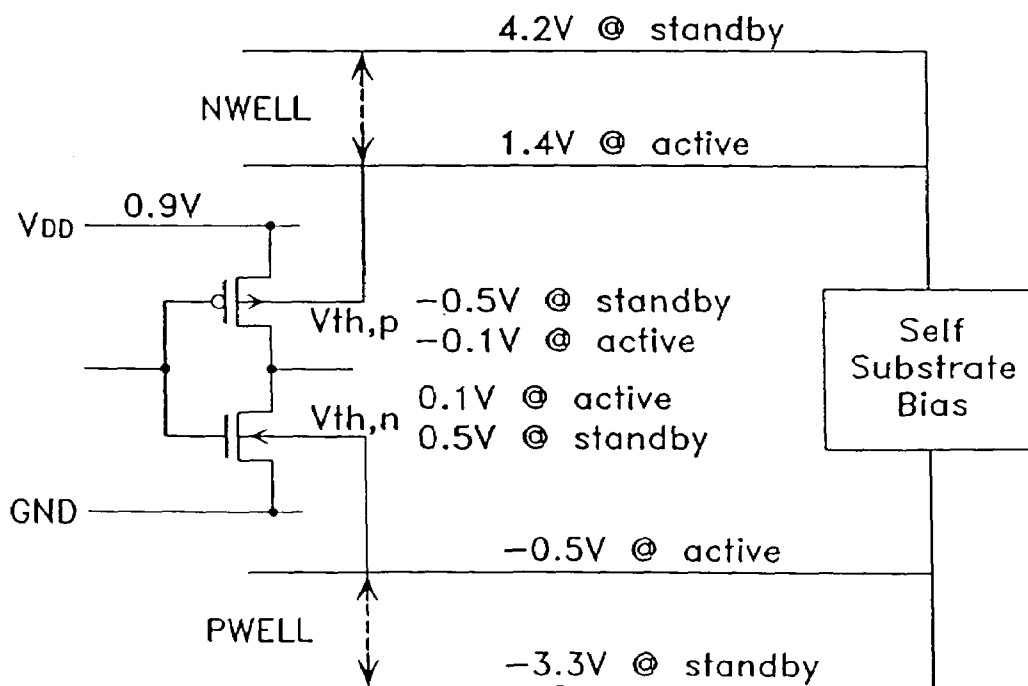 4.2V @ standby
NWELL
1.4V @ active
VDD
0.9V
Vth,p
-0.5V @ standby
-0.1V @ active
Self
Substrate
Bias
Vth,n
0.1V @ active
0.5V @ standby
GND
-0.5V @ active
PWELL
-3.3V @ standby